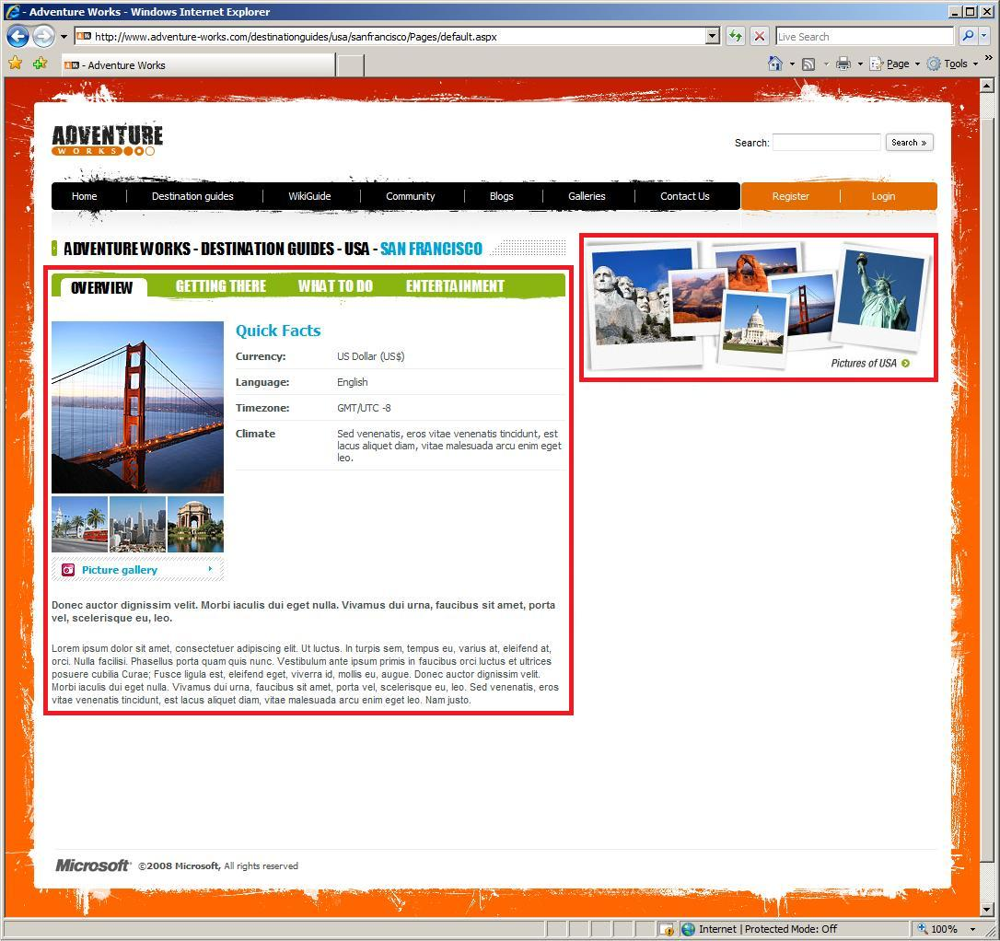 - Adventure Works - Windows Internet Explorer
http://www.adventure-works.com/destinationguides/usa/sanfrancisco/Pages/default.aspx
Live Search
- Adventure Works
Page
Tools
ADVENTURE
WORKS
Search:
Search »
Home
Destination guides
WikiGuide
Community
Blogs
Galleries
Contact Us
Register
Login
ADVENTURE WORKS - DESTINATION GUIDES - USA - SAN FRANCISCO
OVERVIEW
GETTING THERE
WHAT TO DO
ENTERTAINMENT
Pictures of USA
Quick Facts
Currency: US Dollar (US$)
Language: English
Timezone: GMT/UTC -8
Climate Sed venenatis, eros vitae venenatis tincidunt, est
lacus aliquet diam, vitae malesuada arcu enim eget
leo.
Picture gallery
Donec auctor dignissim velit. Morbi iaculis dui eget nulla. Vivamus dui urna, faucibus sit amet, porta
vel, scelerisque eu, leo.
Lorem ipsum dolor sit amet, consectetuer adipiscing elit. Ut luctus. In turpis sem, tempus eu, varius at, eleifend at,
orci. Nulla facilisi. Phasellus porta quam quis nunc. Vestibulum ante ipsum primis in faucibus orci luctus et ultrices
posuere cubilia Curae; Fusce ligula est, eleifend eget, viverra id, mollis eu, augue. Donec auctor dignissim velit.
Morbi iaculis dui eget nulla. Vivamus dui urna, faucibus sit amet, porta vel, scelerisque eu, leo. Sed venenatis, eros
vitae venenatis tincidunt, est lacus aliquet diam, vitae malesuada arcu enim eget leo. Nam justo.
Microsoft ©2008 Microsoft, All rights reserved
Internet | Protected Mode: Off
100%